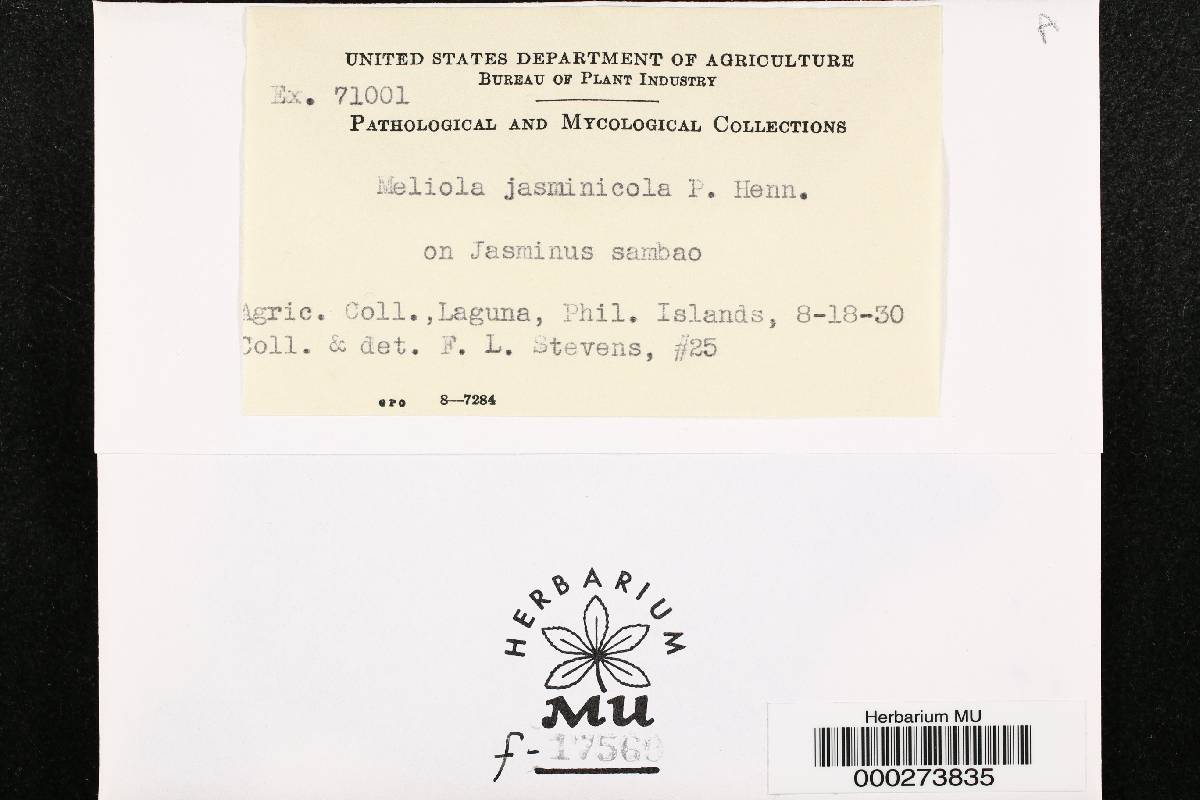 A
UNITED STATES DEPARTMENT OF AGRICULTURE
BUREAU OF PLANT INDUSTRY
Ex. 71001
PATHOLOGICAL AND MYCOLOGICAL COLLECTIONS
Meliola jasminicola P. Henn.
on Jasminus sambao
Agric. Coll.,Laguna, Phil. Islands, 8-18-30
Coll. & det. F. L. Stevens, #25
GPO 8—7284
HERBARIUM
MU
f-17560
Herbarium MU
000273835